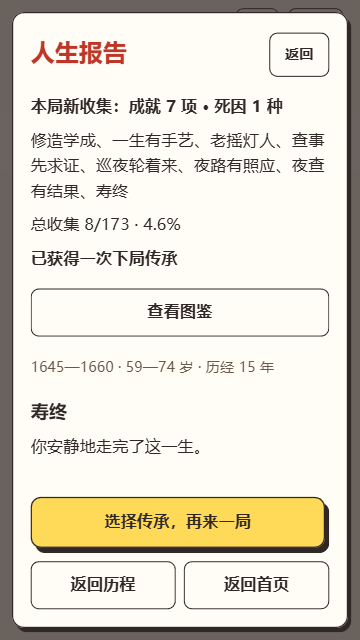 人生报告
返回
本局新收集：成就 7 项 • 死因 1 种
修造学成、一生有手艺、老摇灯人、查事
先求证、巡夜轮着来、夜路有照应、夜查
有结果、寿终
总收集 8/173 · 4.6%
已获得一次下局传承
查看图鉴
1645—1660 · 59—74 岁 · 历经 15 年
寿终
你安静地走完了这一生。
选择传承，再来一局
返回历程
返回首页